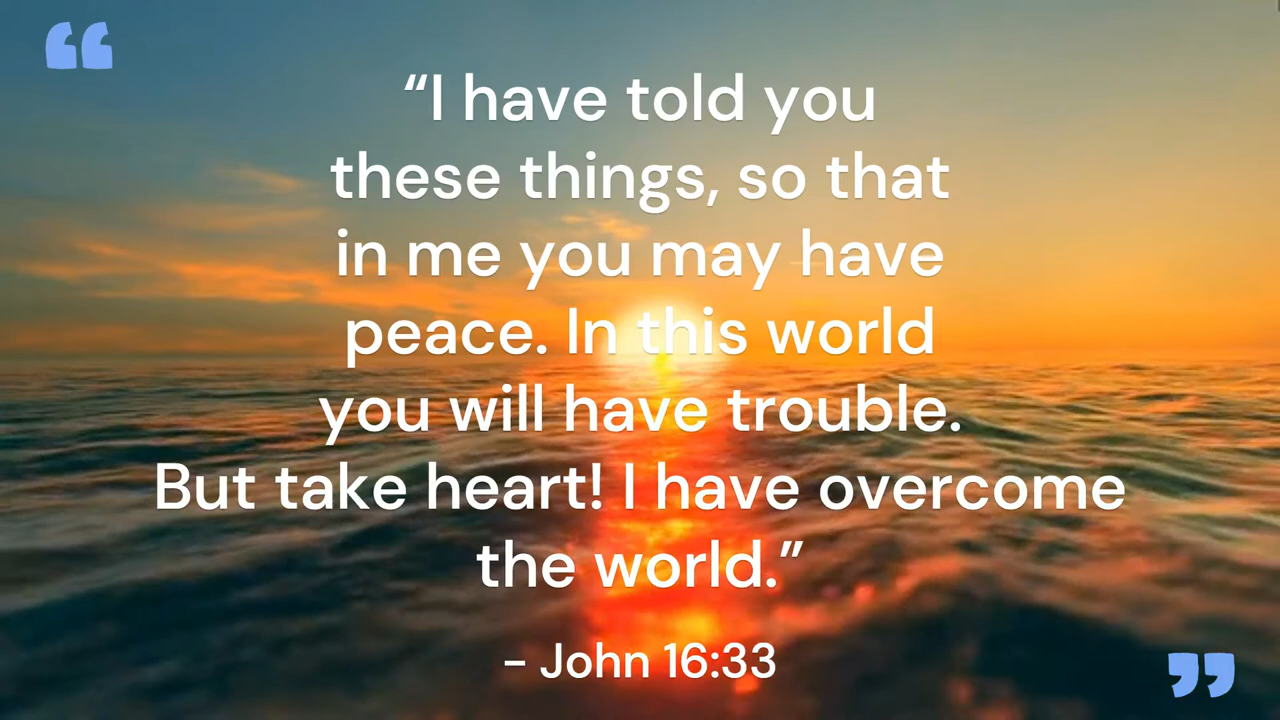 “I have told you
these things, so that
in me you may have
peace. In this world
you will have trouble.
But take heart! I have overcome
the world.”
– John 16:33